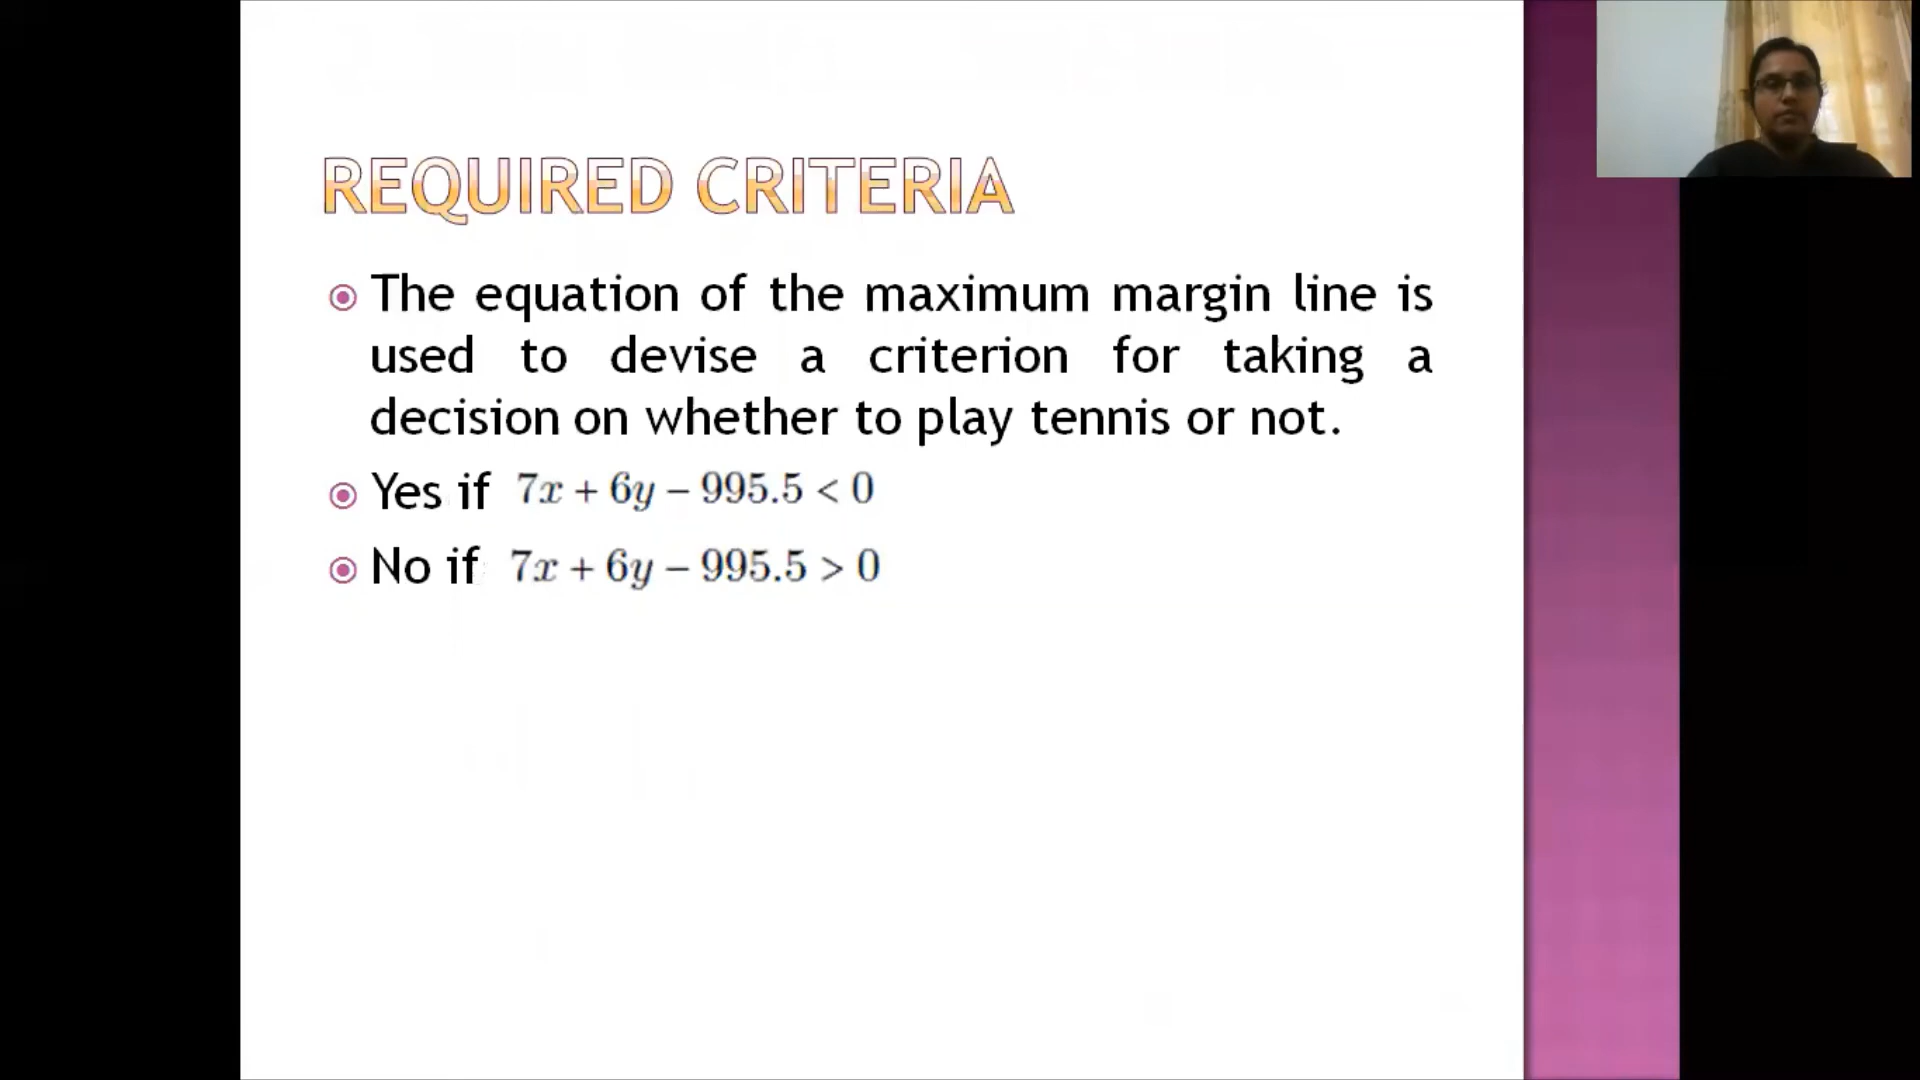 REQUIRED CRITERIA
The equation of the maximum margin line is
used to devise a criterion for taking a
decision on whether to play tennis or not.
Yes if 7x + 6y − 995.5 < 0
No if 7x + 6y − 995.5 > 0